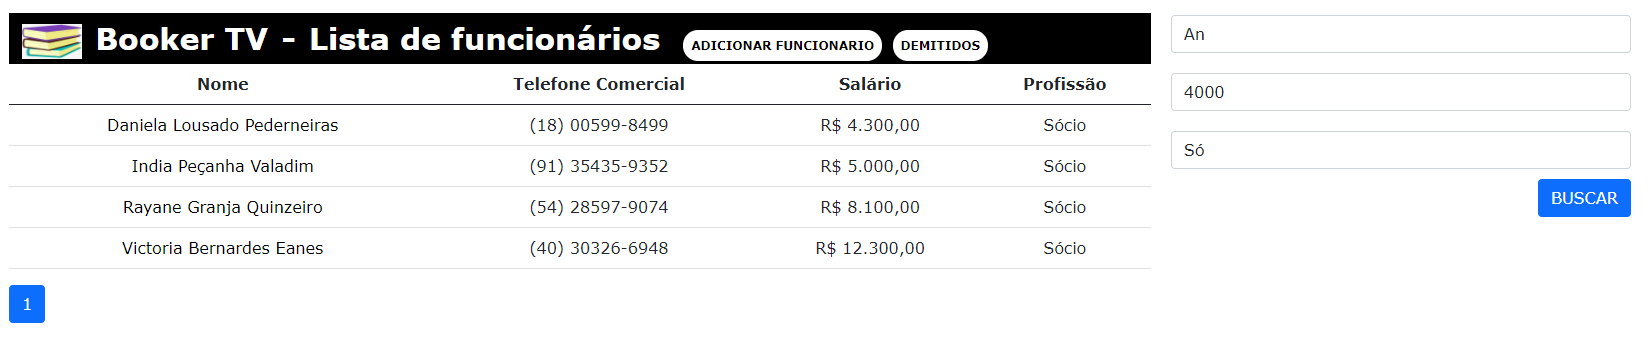 Booker TV - Lista de funcionários ADICIONAR FUNCIONARIO DEMITIDOS
Nome Telefone Comercial Salário Profissão
Daniela Lousado Pederneiras (18) 00599-8499 R$ 4.300,00 Sócio
India Peçanha Valadim (91) 35435-9352 R$ 5.000,00 Sócio
Rayane Granja Quinzeiro (54) 28597-9074 R$ 8.100,00 Sócio
Victoria Bernardes Eanes (40) 30326-6948 R$ 12.300,00 Sócio
1
An
4000
Só
BUSCAR